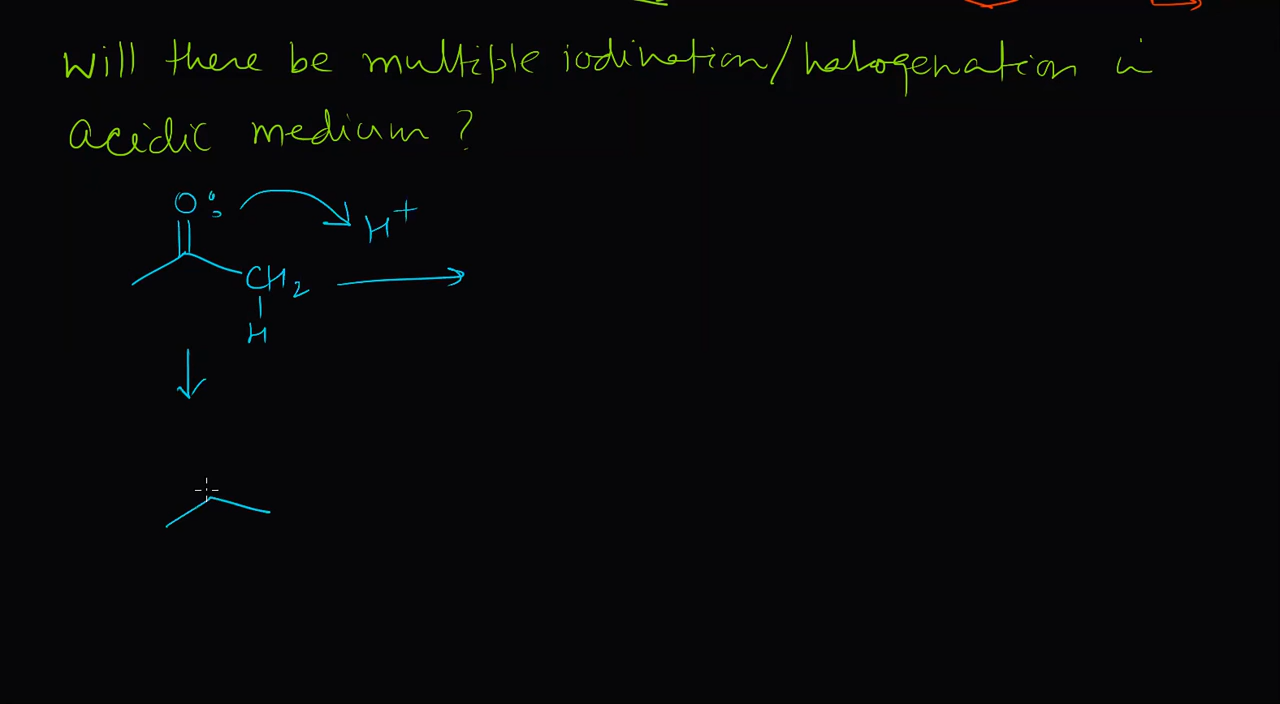 Will there be multiple iodination/halogenation in
acidic medium ?
O
H+
CH2
H